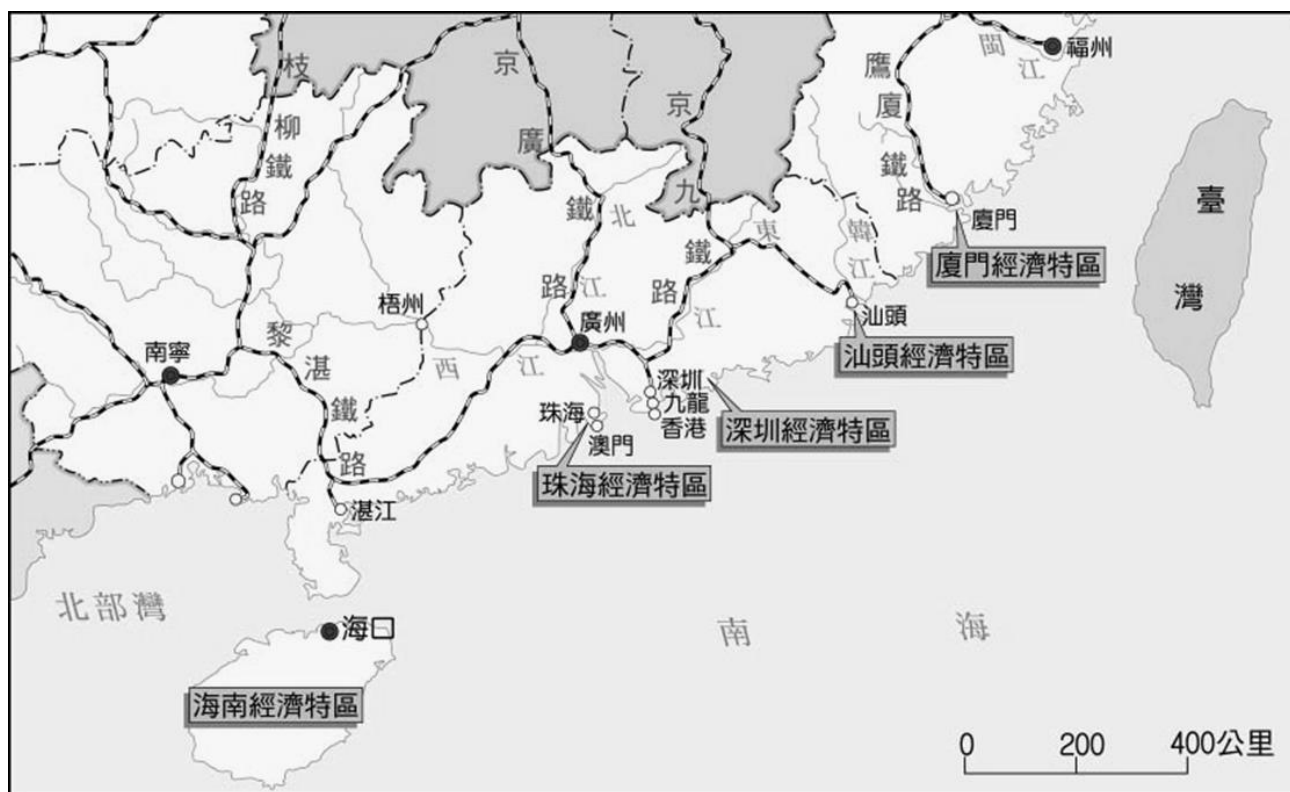 福州
閩江
鷹廈鐵路
廈門
廈門經濟特區
臺灣
枝柳鐵路
京廣鐵路
京九鐵路
北江
東江
韓江
汕頭
汕頭經濟特區
梧州
廣州
南寧
黎湛鐵路
西江
深圳
九龍
香港
深圳經濟特區
珠海
澳門
珠海經濟特區
湛江
北部灣
海口
海南經濟特區
南海
0 200 400公里